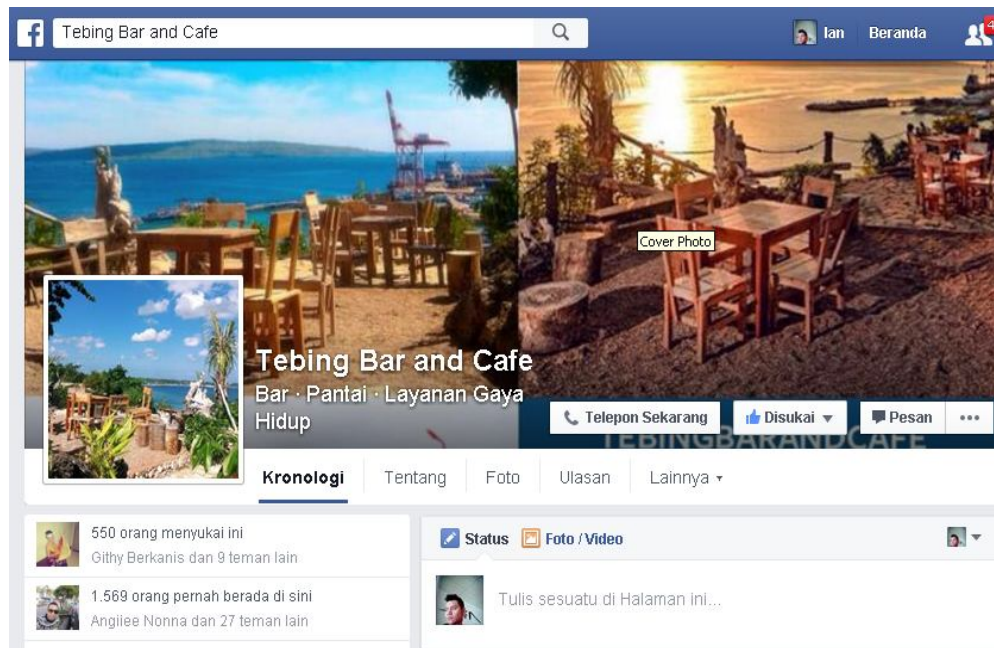 Tebing Bar and Cafe
Ian Beranda
4
Cover Photo
Tebing Bar and Cafe
Bar · Pantai · Layanan Gaya
Hidup
Telepon Sekarang Disukai Pesan
TEBINGBARANDCAFE
Kronologi Tentang Foto Ulasan Lainnya
550 orang menyukai ini
Githy Berkanis dan 9 teman lain
1.569 orang pernah berada di sini
Angiiee Nonna dan 27 teman lain
Status Foto / Video
Tulis sesuatu di Halaman ini...